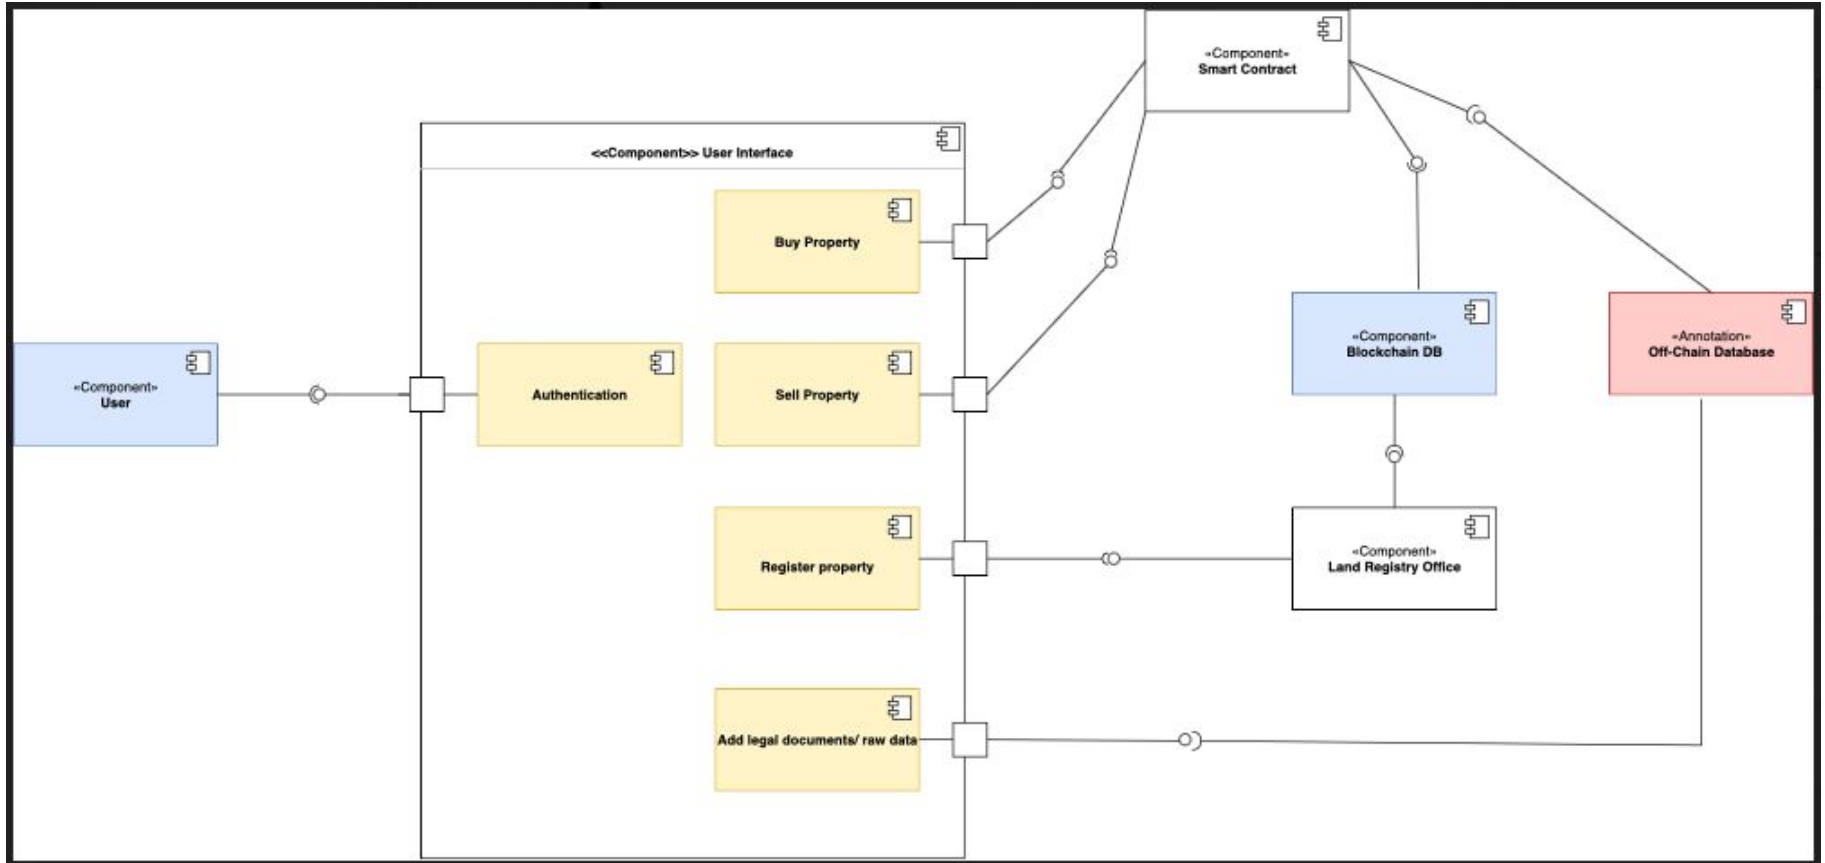 «Component»
Smart Contract
<<Component>> User Interface
Buy Property
«Component»
User
Authentication
Sell Property
«Component»
Blockchain DB
«Annotation»
Off-Chain Database
Register property
«Component»
Land Registry Office
Add legal documents/ raw data